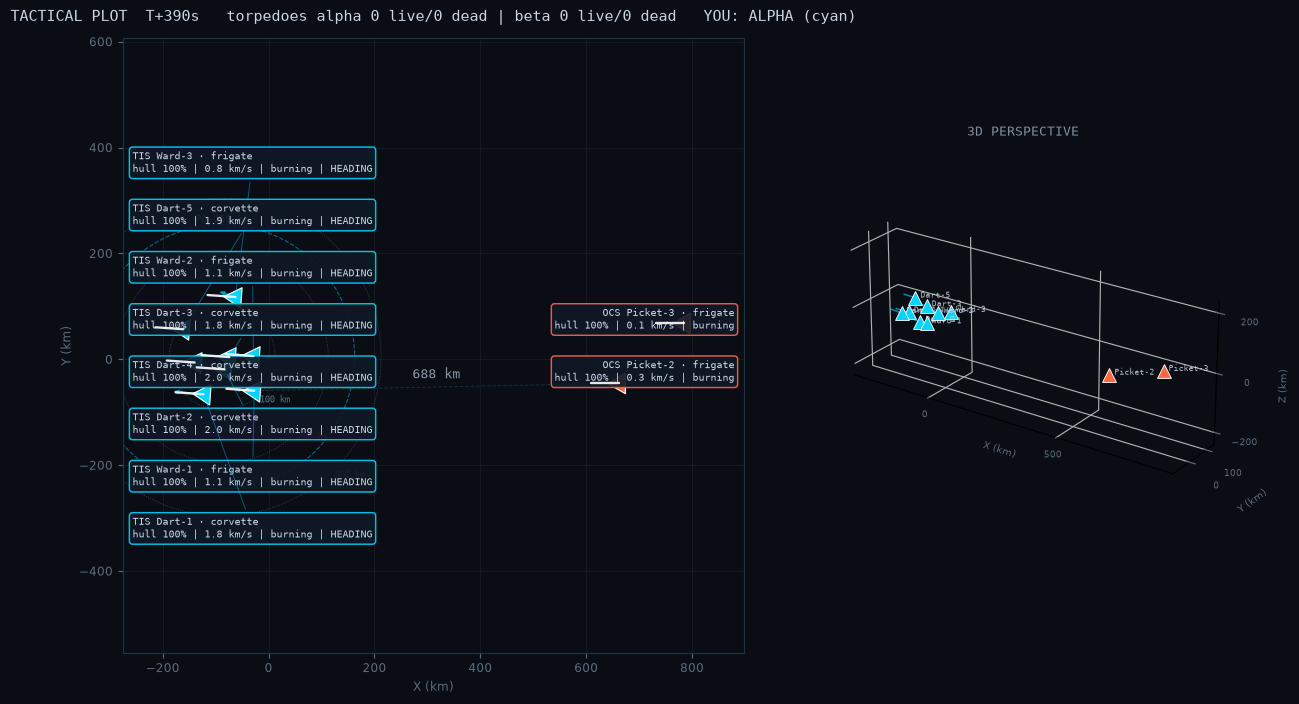 TACTICAL PLOT  T+390s   torpedoes alpha 0 live/0 dead | beta 0 live/0 dead   YOU: ALPHA (cyan)
600
400
200
0
−200
−400
Y (km)
−200
0
200
400
600
800
X (km)
TIS Ward-3 · frigate
hull 100% | 0.8 km/s | burning | HEADING
TIS Dart-5 · corvette
hull 100% | 1.9 km/s | burning | HEADING
TIS Ward-2 · frigate
hull 100% | 1.1 km/s | burning | HEADING
TIS Dart-3 · corvette
hull 100% | 1.8 km/s | burning | HEADING
TIS Dart-4 · corvette
hull 100% | 2.0 km/s | burning | HEADING
TIS Dart-2 · corvette
hull 100% | 2.0 km/s | burning | HEADING
TIS Ward-1 · frigate
hull 100% | 1.1 km/s | burning | HEADING
TIS Dart-1 · corvette
hull 100% | 1.8 km/s | burning | HEADING
100 km
688 km
OCS Picket-3 · frigate
hull 100% | 0.1 km/s | burning
OCS Picket-2 · frigate
hull 100% | 0.3 km/s | burning
3D PERSPECTIVE
Dart-5
Picket-2
Picket-3
0
500
X (km)
0
100
Y (km)
200
0
−200
Z (km)